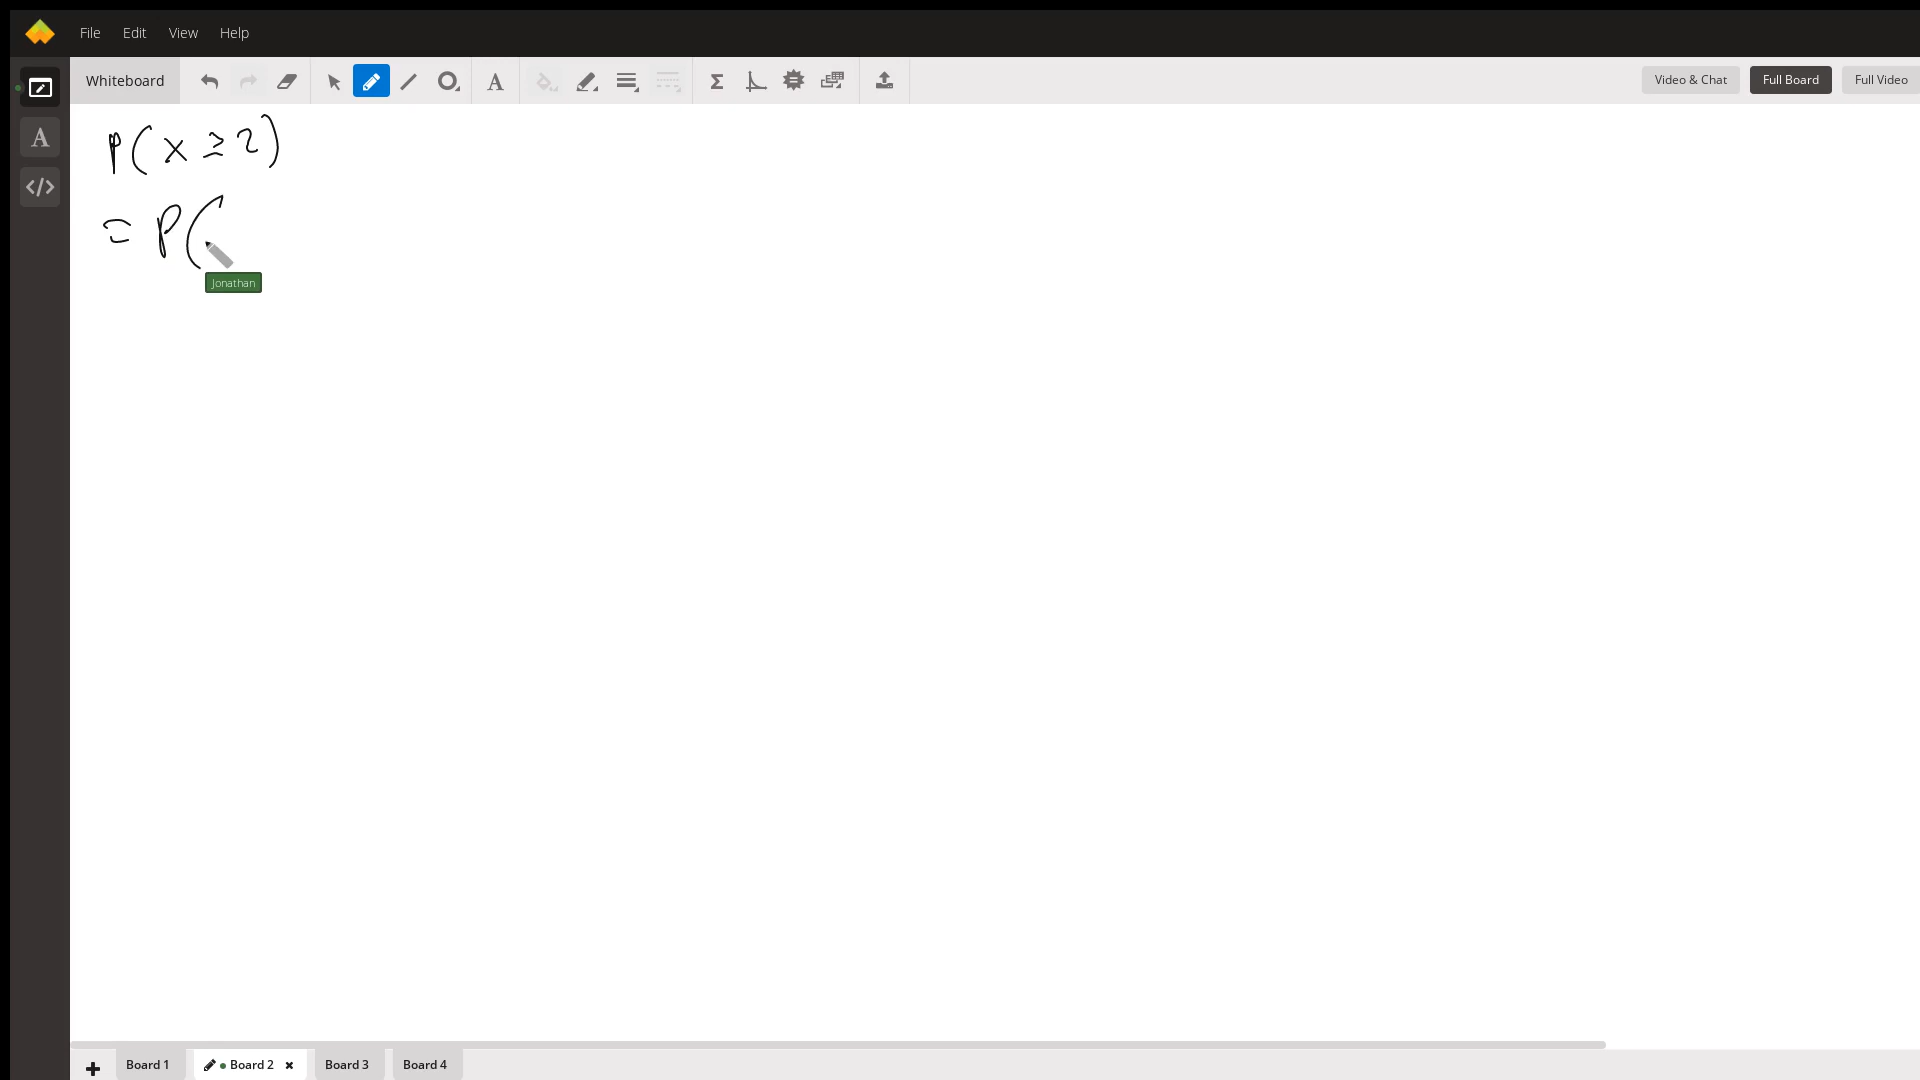 File Edit View Help
Whiteboard A Σ Video & Chat Full Board Full Video
A
</>
P(x ≥ 2)
= P(
Jonathan
+ Board 1 Board 2 × Board 3 Board 4